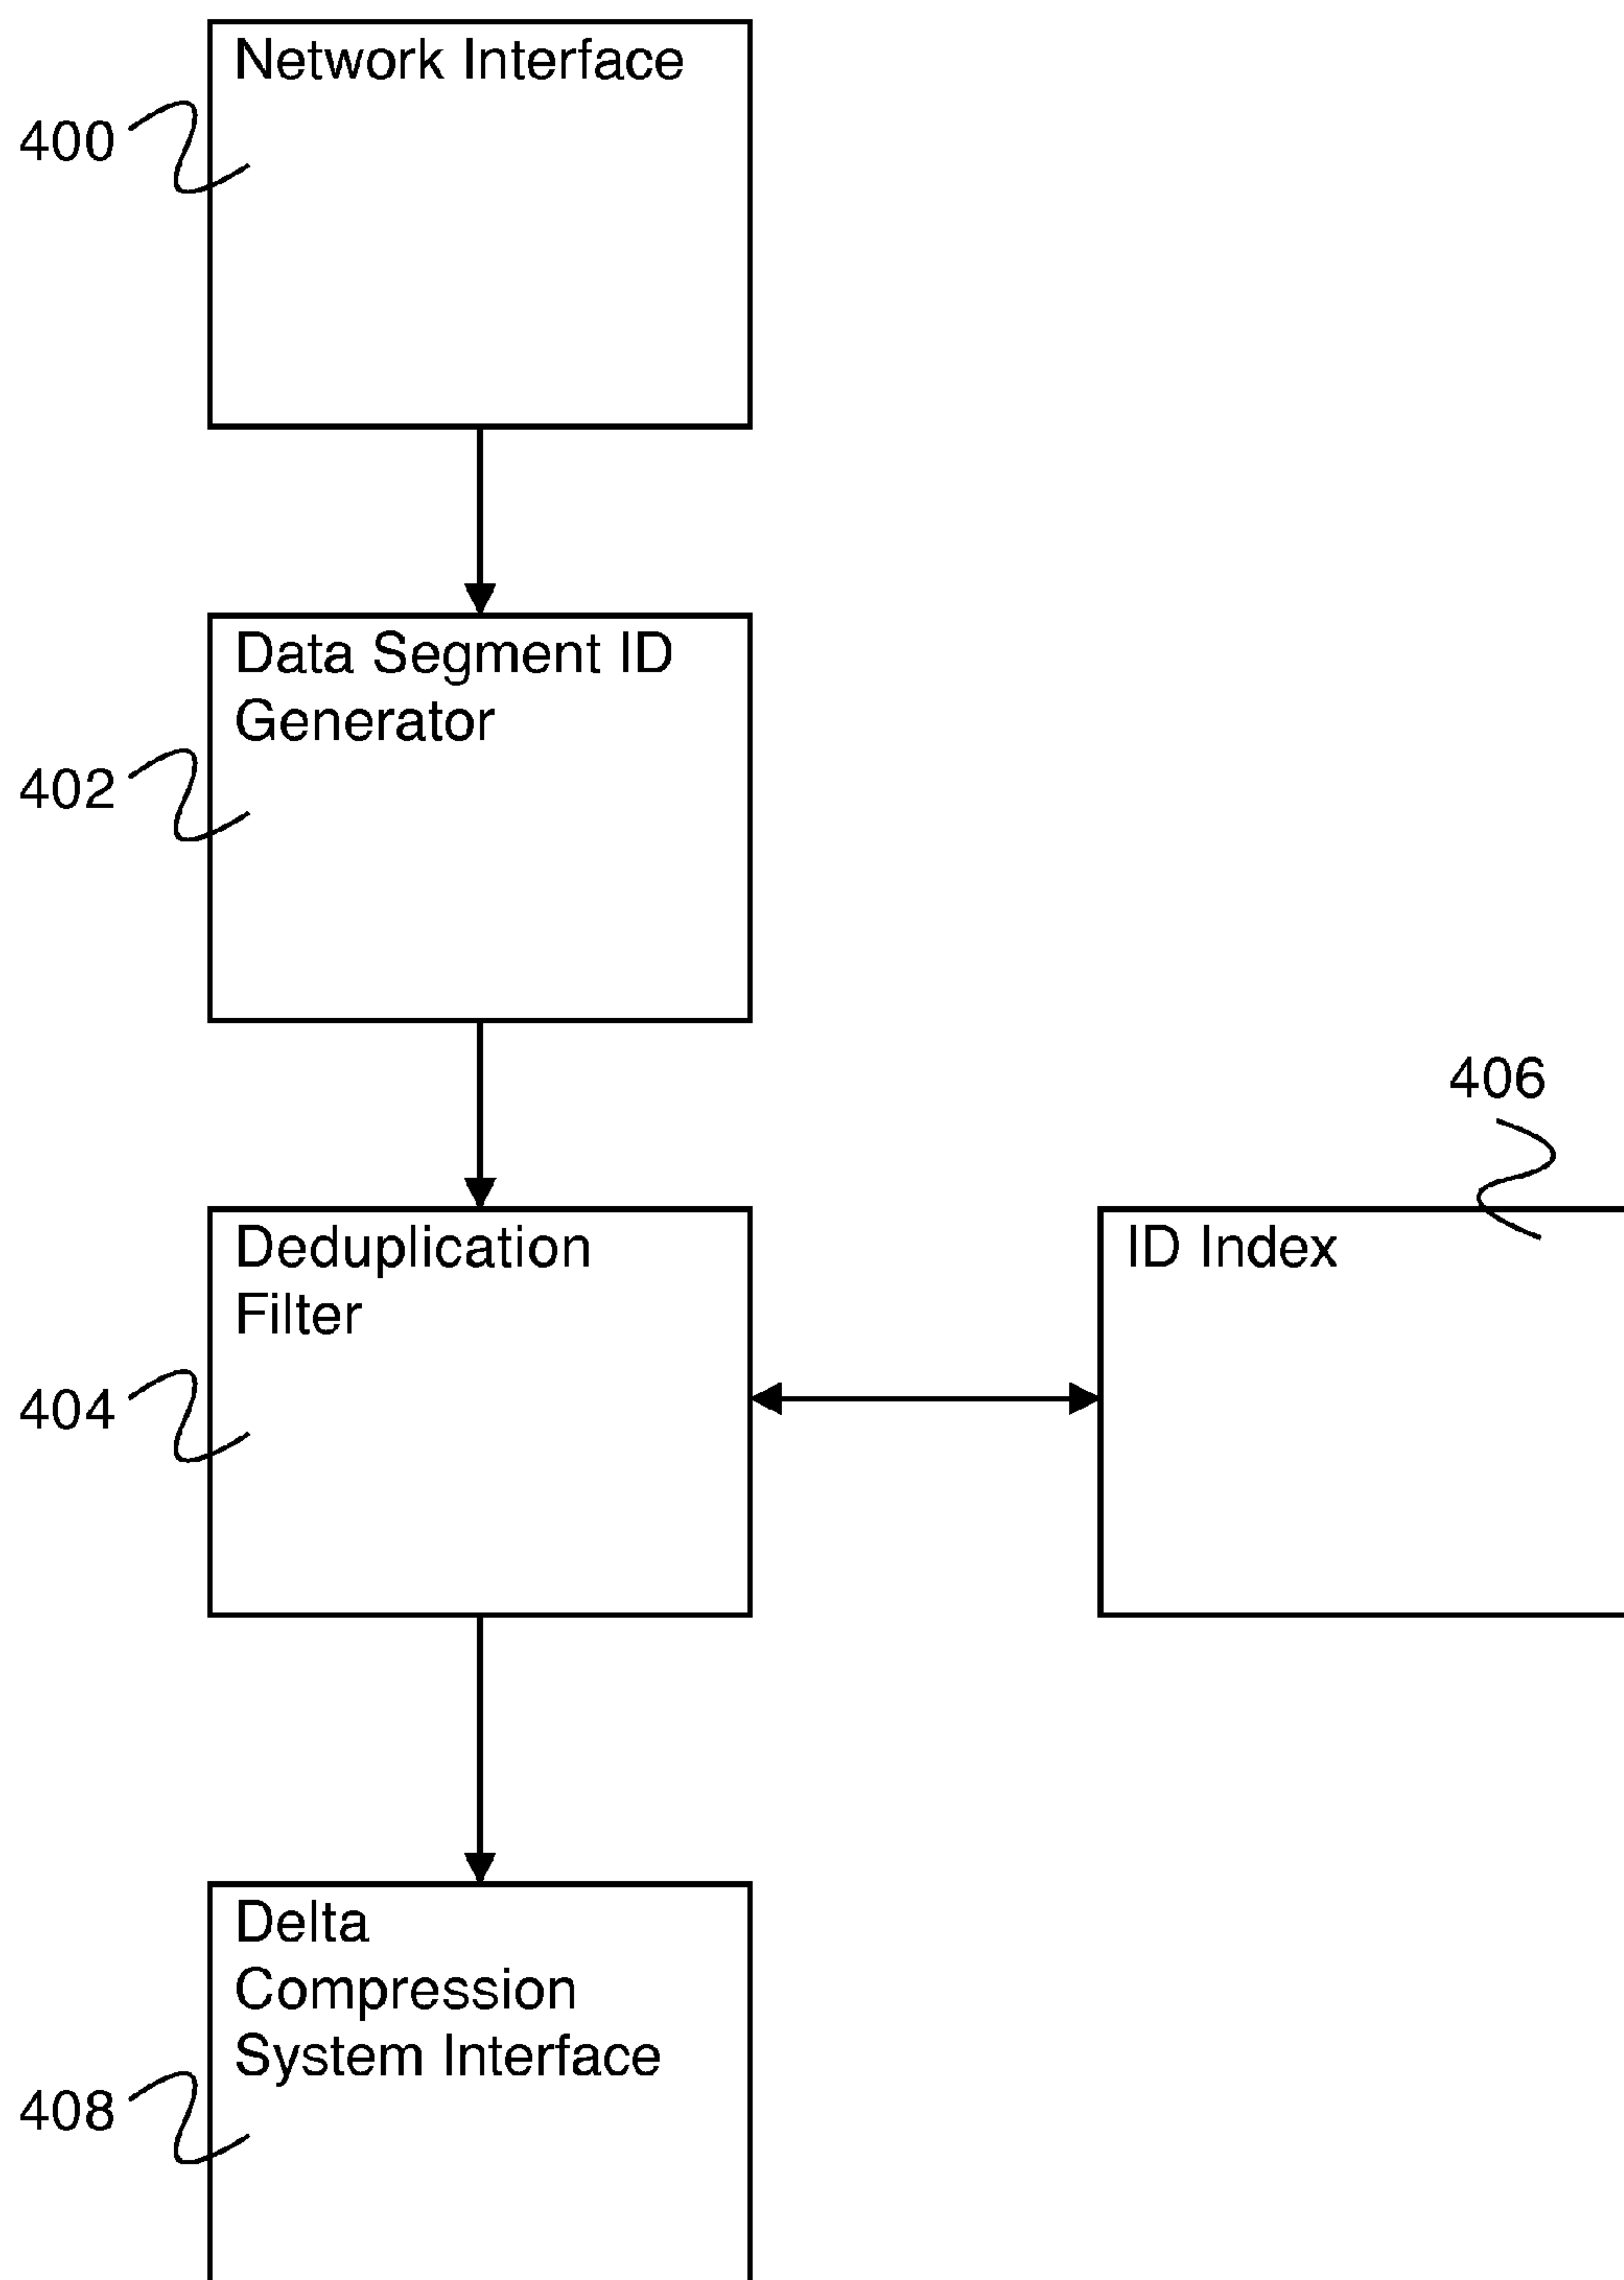 Network Interface
400
Data Segment ID
Generator
402
406
Deduplication
Filter
404
ID Index
Delta
Compression
System Interface
408